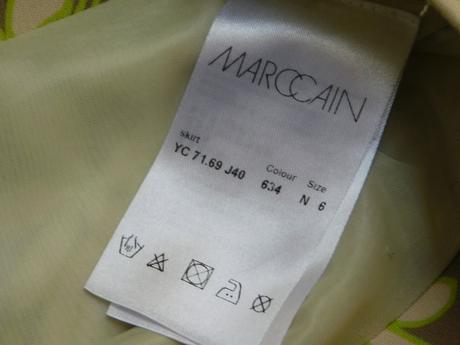 MARCCAIN
skirt
YC 71.69 J40 Colour 634 Size N 6